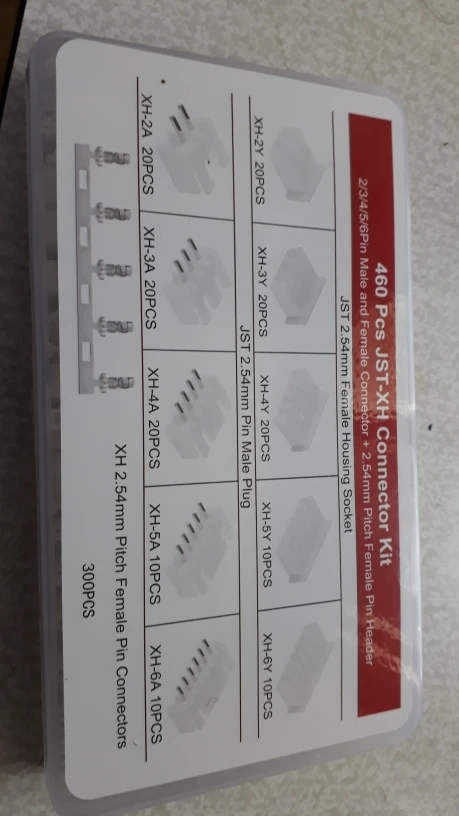 460 Pcs JST-XH Connector Kit
2/3/4/5/6Pin Male and Female Connector + 2.54mm Pitch Female Pin Header
JST 2.54mm Female Housing Socket
XH-2Y 20PCS XH-3Y 20PCS XH-4Y 20PCS XH-5Y 10PCS XH-6Y 10PCS
JST 2.54mm Pin Male Plug
XH-2A 20PCS XH-3A 20PCS XH-4A 20PCS XH-5A 10PCS XH-6A 10PCS
XH 2.54mm Pitch Female Pin Connectors
300PCS